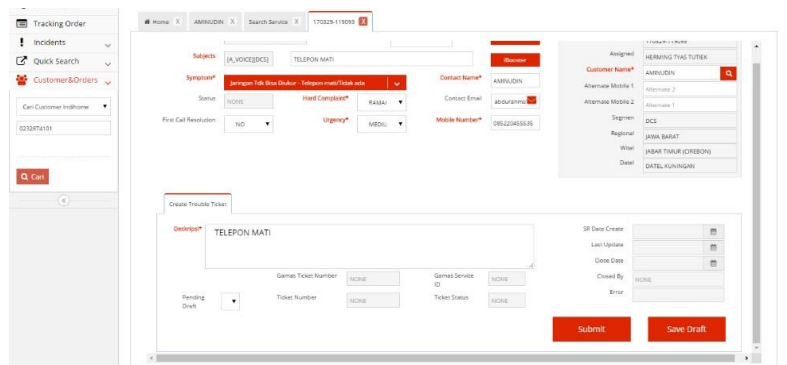 Tracking Order
Home X AMINUDIN X Search Service X 170329-119093 X
Incidents
Quick Search
Customer&Orders
Cari Customer Indihome
0232974101
Cari
Subjects [A_VOICE][DCS] TELEPON MATI iBooster
Symptom* Jaringan Tdk Bisa Diukur - Telepon mati/Tidak ada Contact Name* AMINUDIN
Status NONE Hard Complaint* RAMAI Contact Email abdurahma
First Call Resolution NO Urgency* MEDIU Mobile Number* 085220455535
Assigned HERMING TYAS TUTIEK
Customer Name* AMINUDIN
Alternate Mobile 1 Alternate 2
Alternate Mobile 2 Alternate 1
Segmen DCS
Regional JAWA BARAT
Witel JABAR TIMUR (CIREBON)
Datel DATEL KUNINGAN
Create Trouble Ticket
Deskripsi* TELEPON MATI
Gamas Ticket Number NONE Gamas Service ID NONE
Pending Draft Ticket Number NONE Ticket Status NONE
SR Date Create
Last Update
Close Date
Closed By NONE
Error
Submit Save Draft